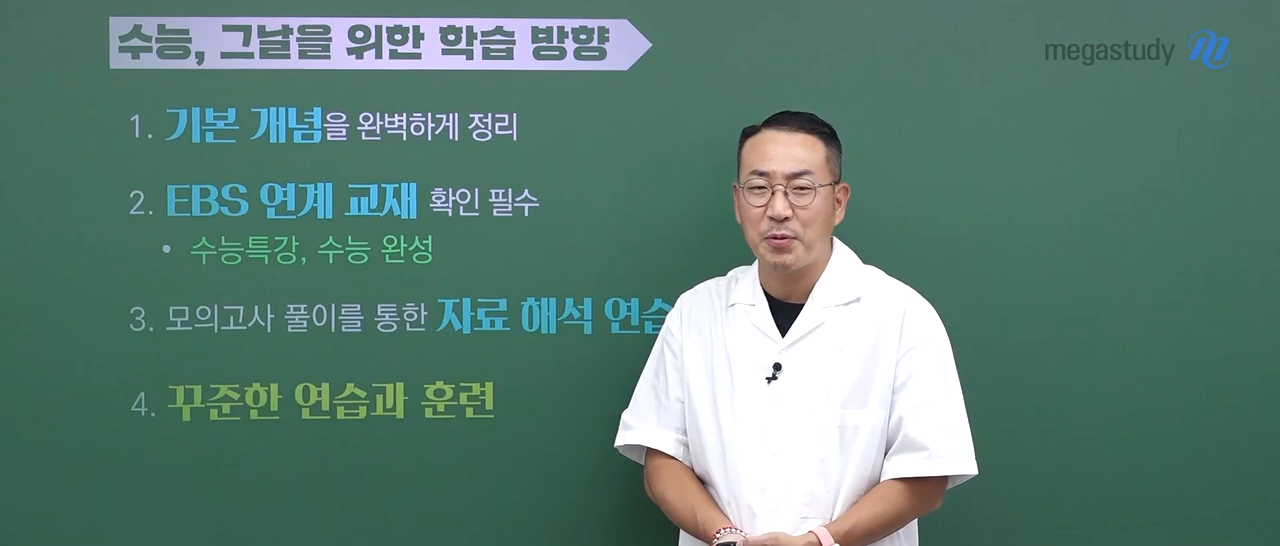 수능, 그날을 위한 학습 방향
megastudy
1. 기본 개념을 완벽하게 정리
2. EBS 연계 교재 확인 필수
• 수능특강, 수능 완성
3. 모의고사 풀이를 통한 자료 해석 연습
4. 꾸준한 연습과 훈련